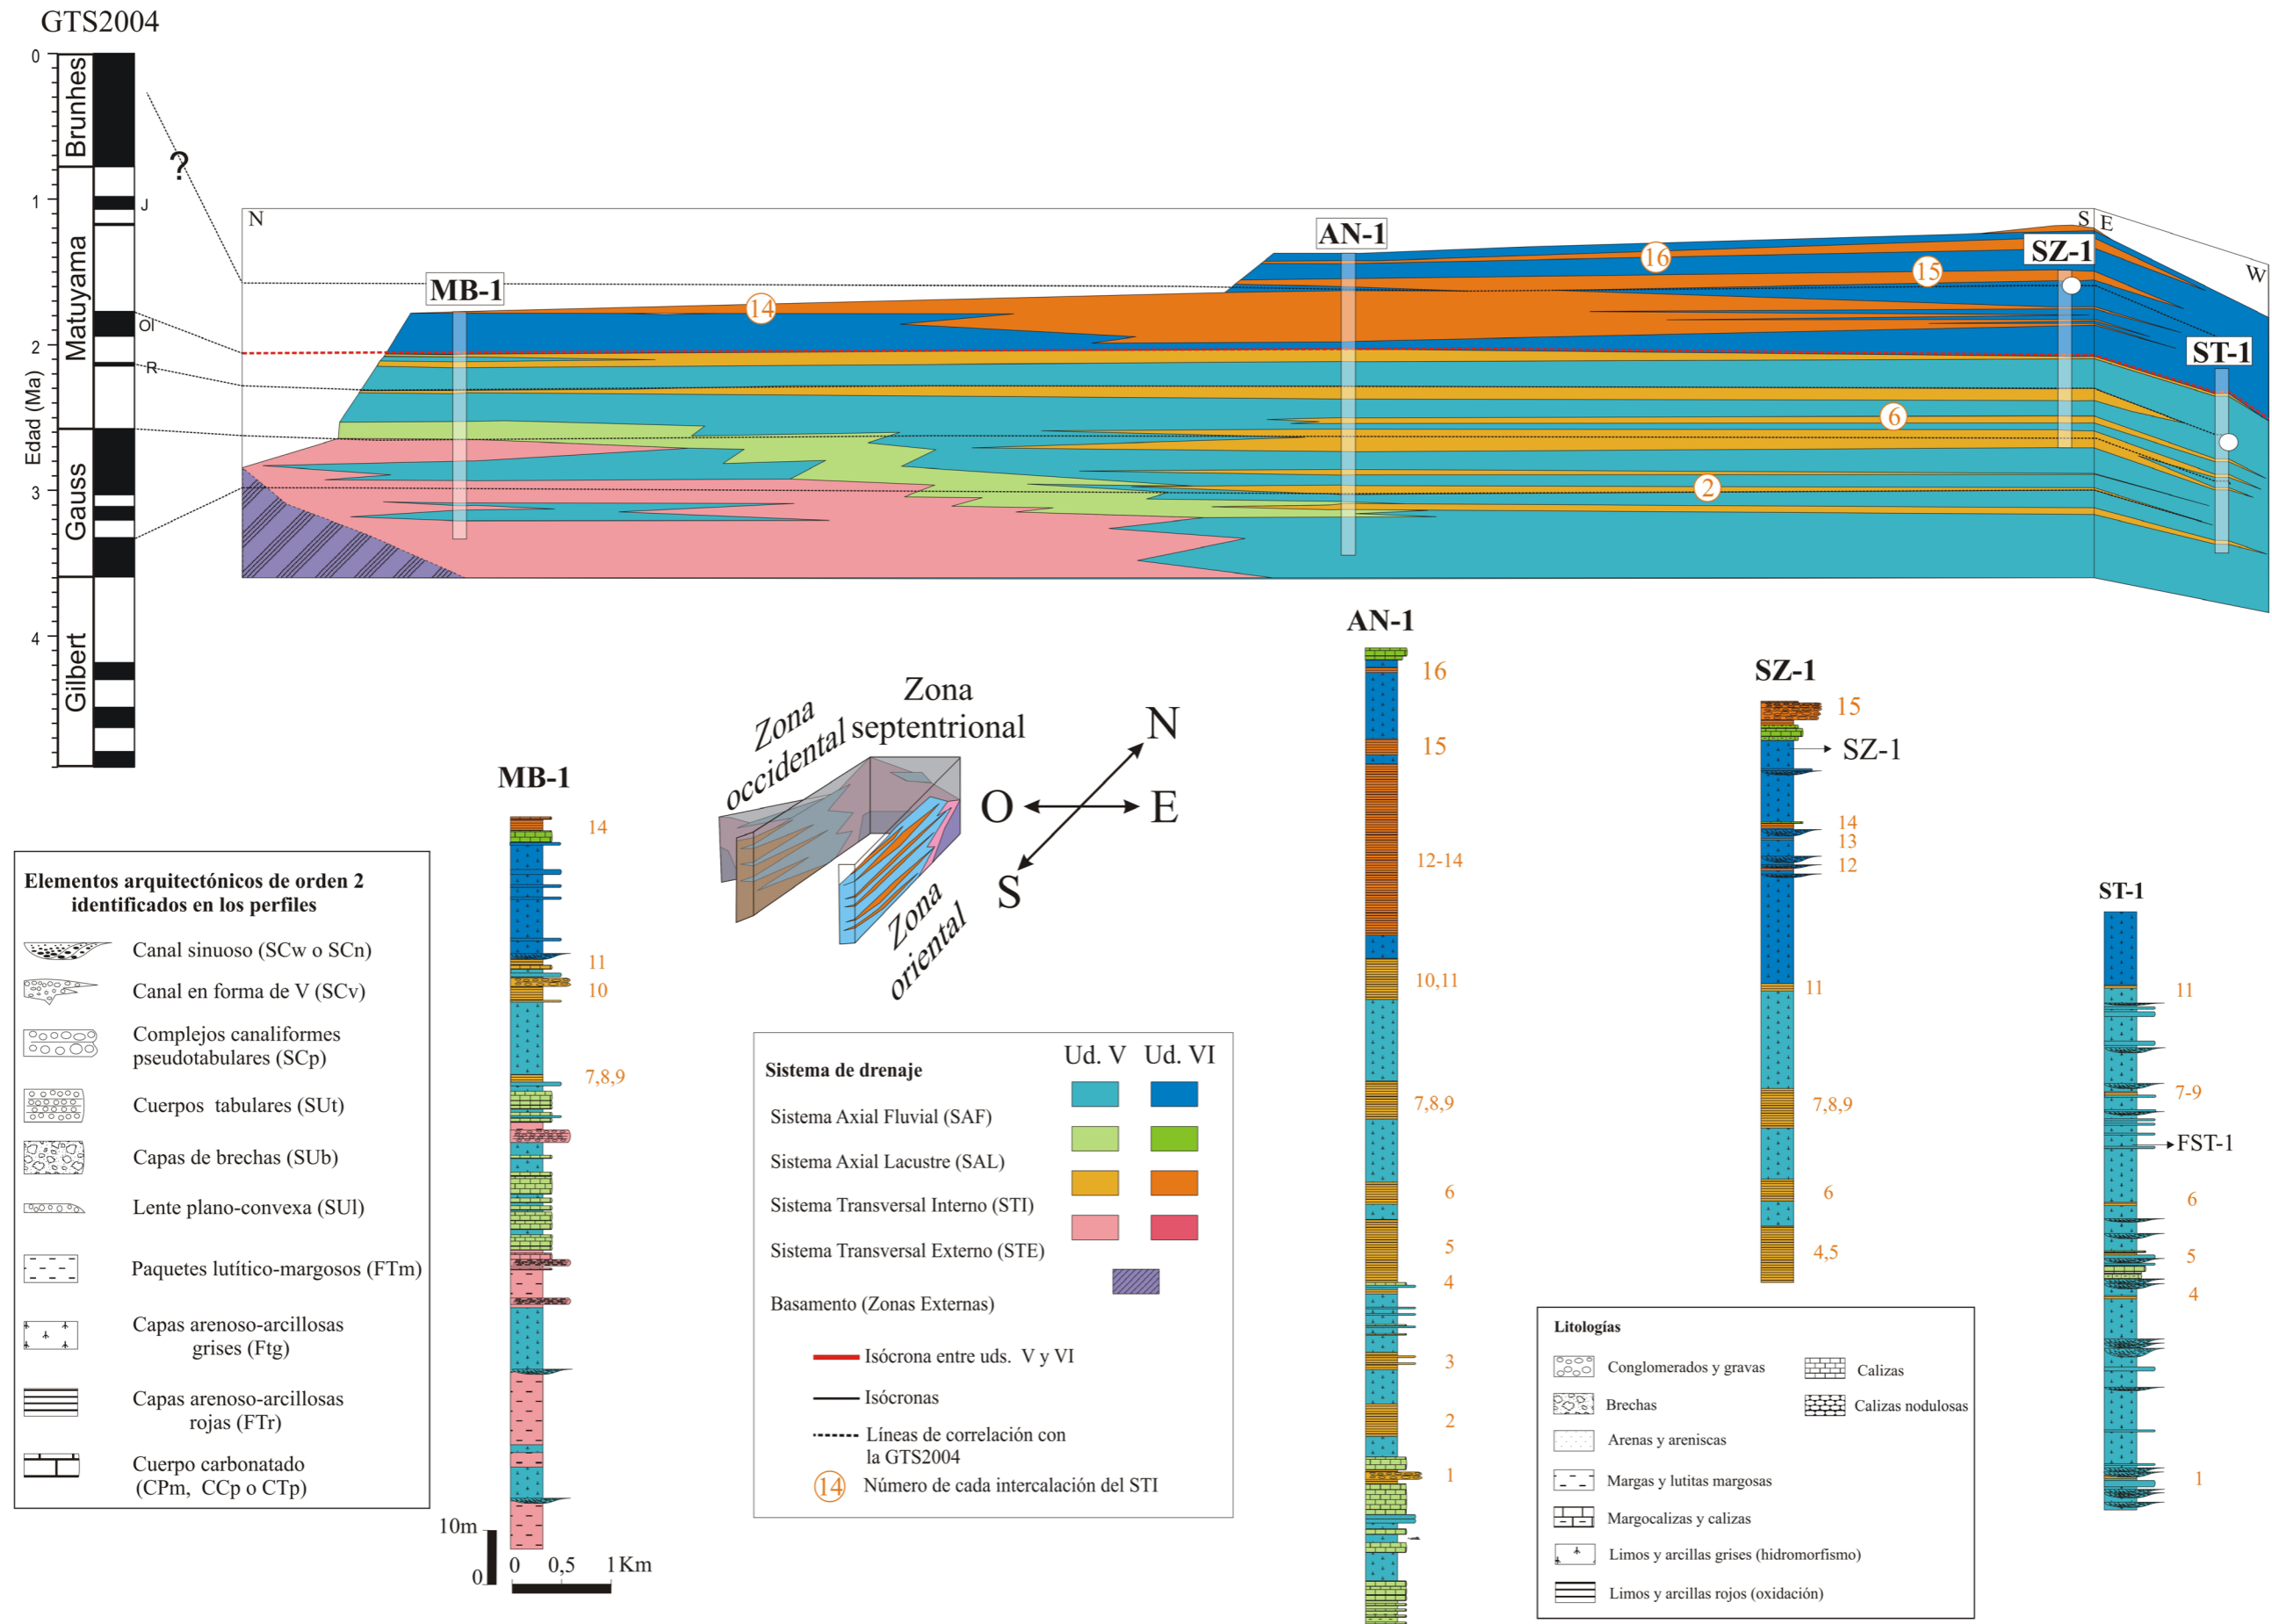 GTS2004
0
1
2
3
4
Edad (Ma)
Brunhes
Matuyama
Gauss
Gilbert
J
Ol
R
?
N
S
E
W
MB-1
AN-1
SZ-1
ST-1
14
16
15
6
2
Zona
occidental
Zona
septentrional
Zona
oriental
N
O
E
S
MB-1
14
11
10
7,8,9
10m
0
0
0,5
1Km
AN-1
16
15
12-14
10,11
7,8,9
6
5
4
3
2
1
SZ-1
15
SZ-1
14
13
12
11
7,8,9
6
4,5
ST-1
11
7-9
FST-1
6
5
4
1
Elementos arquitectónicos de orden 2
identificados en los perfiles
Canal sinuoso (SCw o SCn)
Canal en forma de V (SCv)
Complejos canaliformes
pseudotabulares (SCp)
Cuerpos tabulares (SUt)
Capas de brechas (SUb)
Lente plano-convexa (SUl)
Paquetes lutítico-margosos (FTm)
Capas arenoso-arcillosas
grises (Ftg)
Capas arenoso-arcillosas
rojas (FTr)
Cuerpo carbonatado
(CPm, CCp o CTp)
Ud. V
Ud. VI
Sistema de drenaje
Sistema Axial Fluvial (SAF)
Sistema Axial Lacustre (SAL)
Sistema Transversal Interno (STI)
Sistema Transversal Externo (STE)
Basamento (Zonas Externas)
Isócrona entre uds. V y VI
Isócronas
Líneas de correlación con
la GTS2004
14
Número de cada intercalación del STI
Litologías
Conglomerados y gravas
Brechas
Arenas y areniscas
Margas y lutitas margosas
Margocalizas y calizas
Limos y arcillas grises (hidromorfismo)
Limos y arcillas rojos (oxidación)
Calizas
Calizas nodulosas